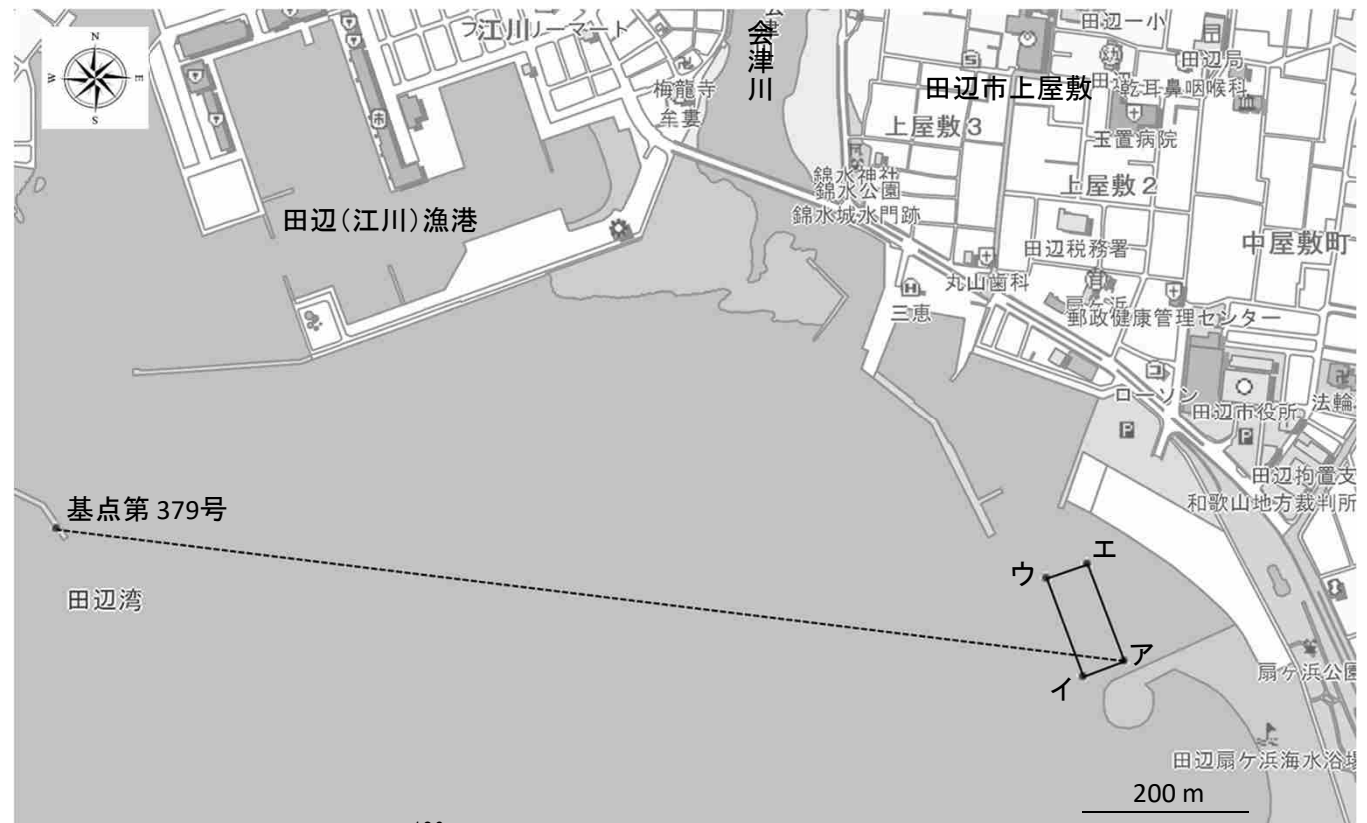 N
W
E
S
江川
会津川
梅龍寺
牟婁
田辺市上屋敷
田辺一小
田辺局
乾耳鼻咽喉科
玉置病院
上屋敷3
上屋敷2
錦水神社
錦水公園
錦水城水門跡
田辺(江川)漁港
田辺税務署
中屋敷町
丸山歯科
三恵
扇ヶ浜
郵政健康管理センター
ローソン
田辺市役所
法輪
田辺拘置支
和歌山地方裁判所
基点第 379号
田辺湾
ウ
エ
ア
イ
扇ヶ浜公園
田辺扇ケ浜海水浴場
200 m